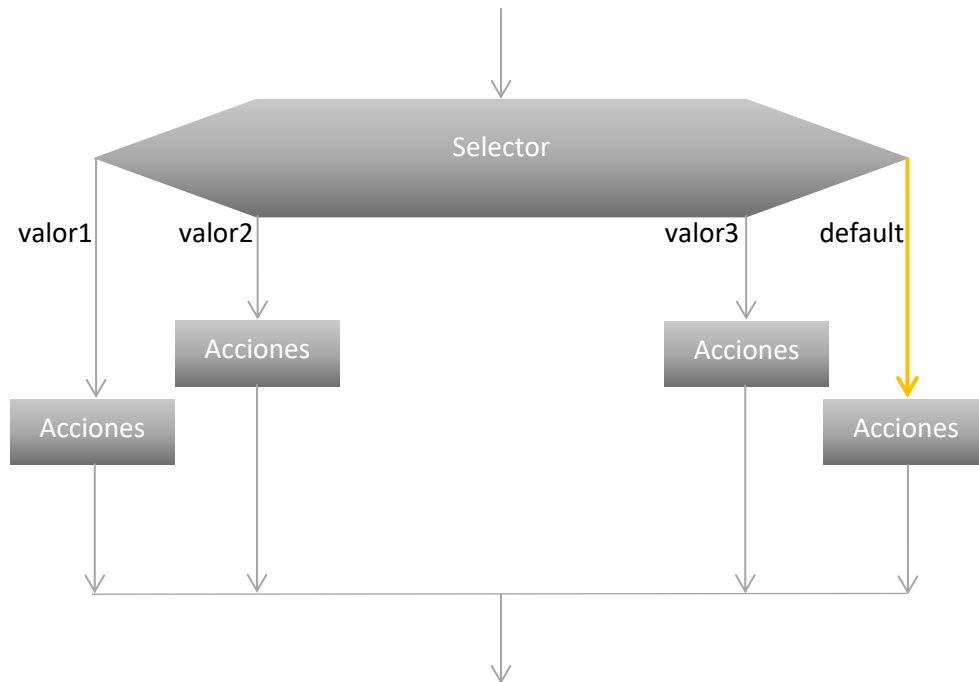 Selector
valor1
valor2
valor3
default
Acciones
Acciones
Acciones
Acciones